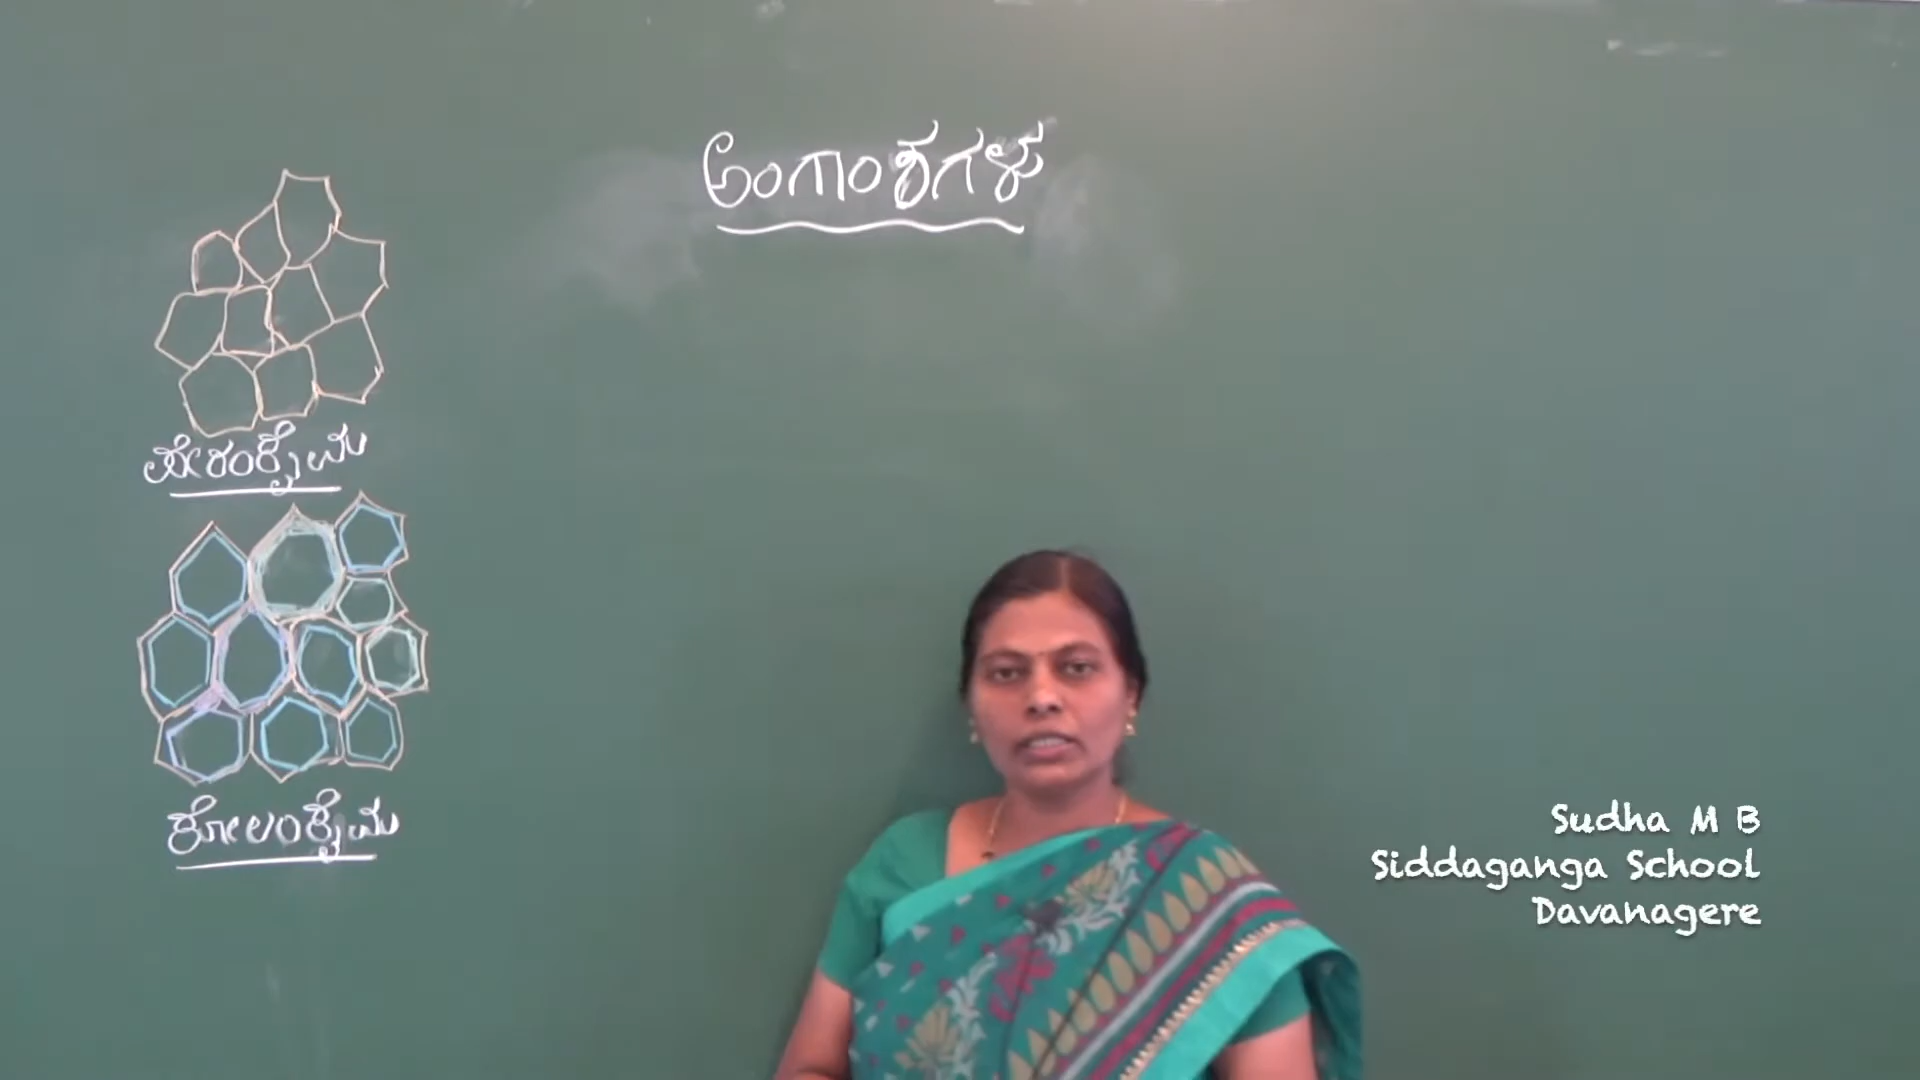 ಅಂಗಾಂಶಗಳು
ಪೇರಂಕೈಮ
ಕೋಲಂಕೈಮ
Sudha M B
Siddaganga School
Davanagere